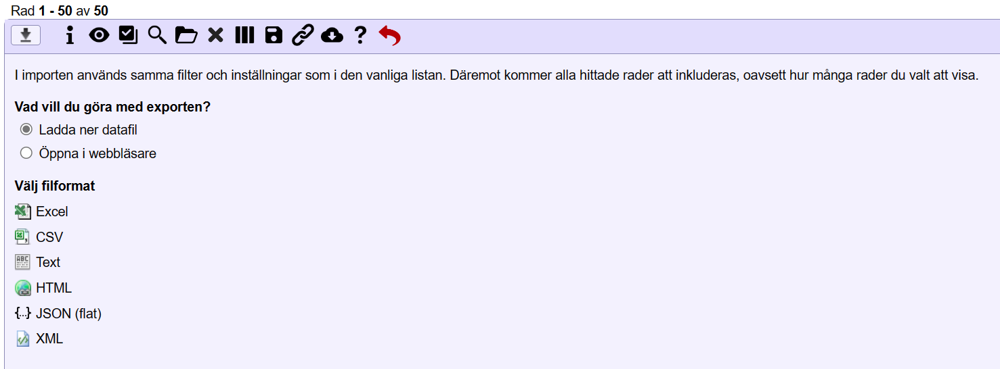 Rad 1 - 50 av 50
I importen används samma filter och inställningar som i den vanliga listan. Däremot kommer alla hittade rader att inkluderas, oavsett hur många rader du valt att visa.
Vad vill du göra med exporten?
Ladda ner datafil
Öppna i webbläsare
Välj filformat
Excel
CSV
ABC Text
HTML
{...} JSON (flat)
XML